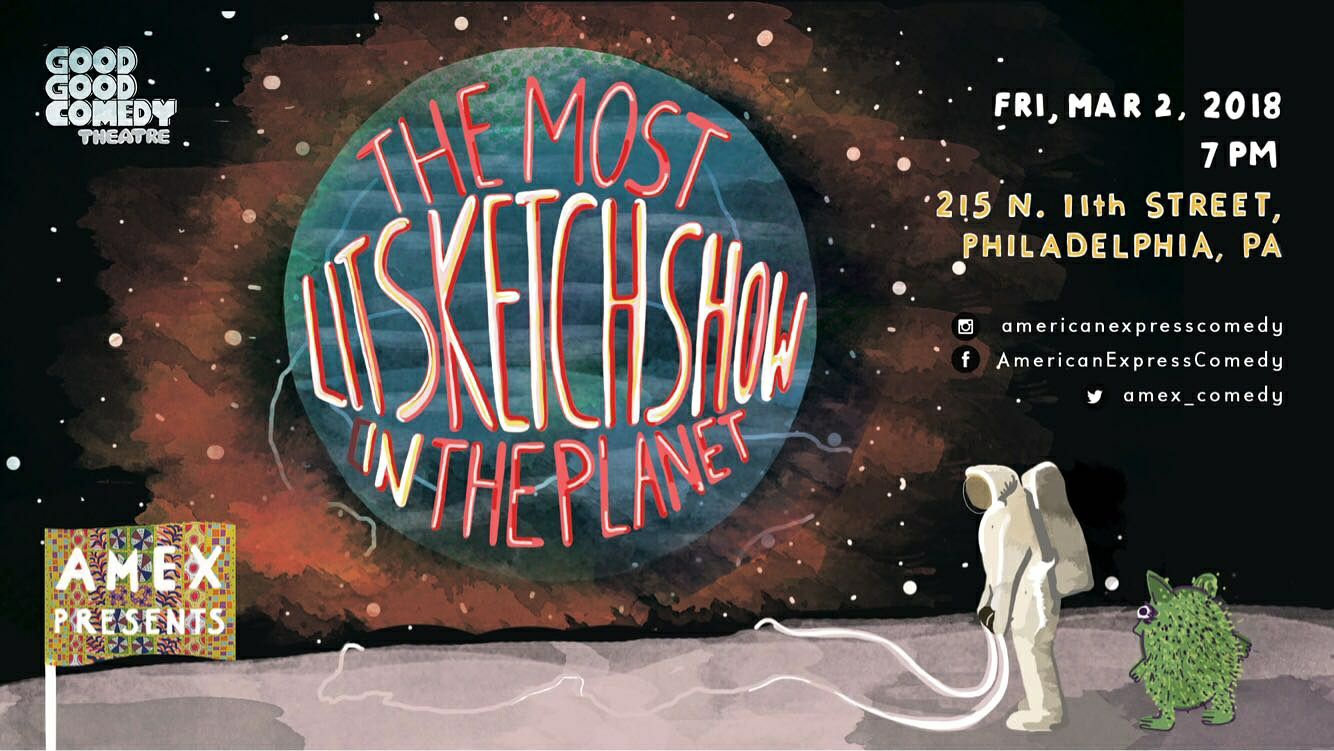 GOOD
GOOD
COMEDY
THEATRE
THE MOST
LIT SKETCH SHOW
IN THE PLANET
FRI, MAR 2, 2018
7 PM
215 N. 11th STREET,
PHILADELPHIA, PA
americanexpresscomedy
AmericanExpressComedy
amex_comedy
AMEX
PRESENTS